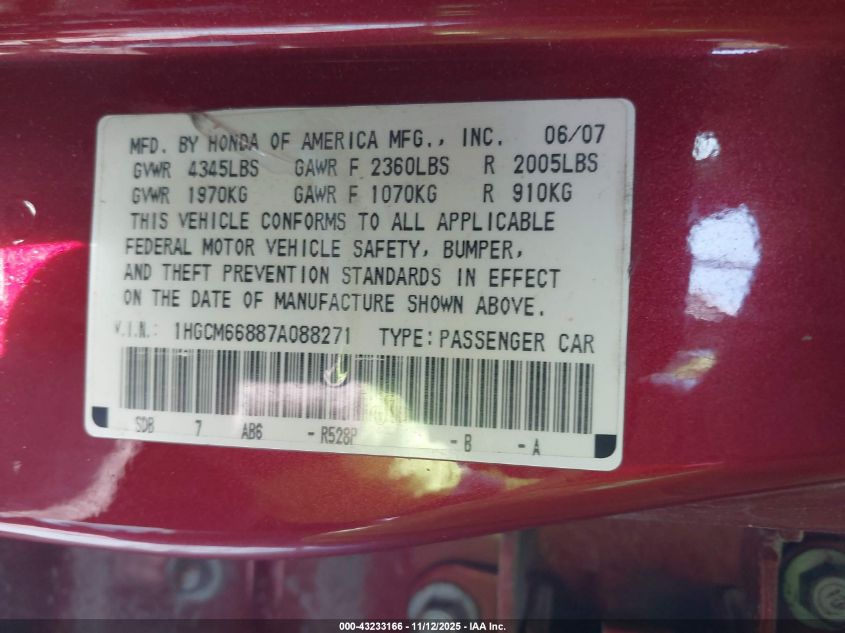 MFD. BY HONDA OF AMERICA MFG., INC. 06/07
GVWR 4345LBS GAWR F 2360LBS R 2005LBS
GVWR 1970KG GAWR F 1070KG R 910KG
THIS VEHICLE CONFORMS TO ALL APPLICABLE
FEDERAL MOTOR VEHICLE SAFETY, BUMPER,
AND THEFT PREVENTION STANDARDS IN EFFECT
ON THE DATE OF MANUFACTURE SHOWN ABOVE.
V.I.N.: 1HGCM66887A088271 TYPE: PASSENGER CAR
SDB 7 AB6 - R528P - B - A
000-43233166 - 11/12/2025 - IAA Inc.